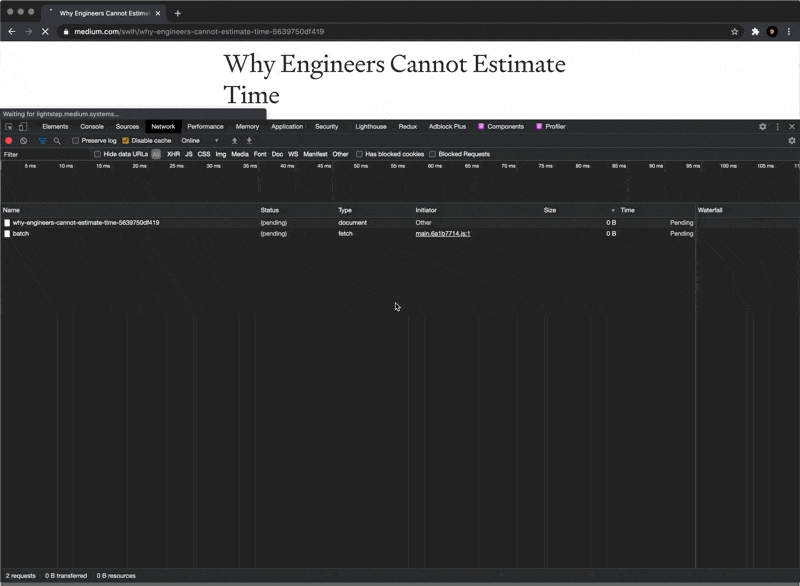 Why Engineers Cannot Estimat
medium.com/swlh/why-engineers-cannot-estimate-time-5639750df419
Why Engineers Cannot Estimate
Time
Waiting for lightstep.medium.systems...
Elements Console Sources Network Performance Memory Application Security Lighthouse Redux Adblock Plus Components Profiler
Preserve log Disable cache Online
Filter Hide data URLs All XHR JS CSS Img Media Font Doc WS Manifest Other Has blocked cookies Blocked Requests
5 ms 10 ms 15 ms 20 ms 25 ms 30 ms 35 ms 40 ms 45 ms 50 ms 55 ms 60 ms 65 ms 70 ms 75 ms 80 ms 85 ms 90 ms 95 ms 100 ms 105 ms 11
Name Status Type Initiator Size Time Waterfall
why-engineers-cannot-estimate-time-5639750df419 (pending) document Other 0 B Pending
batch (pending) fetch main.6a1b7714.js:1 0 B Pending
2 requests 0 B transferred 0 B resources